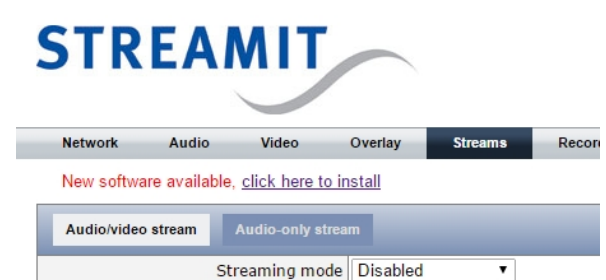 STREAMIT
Network Audio Video Overlay Streams
New software available, click here to install
Audio/video stream Audio-only stream
Streaming mode Disabled